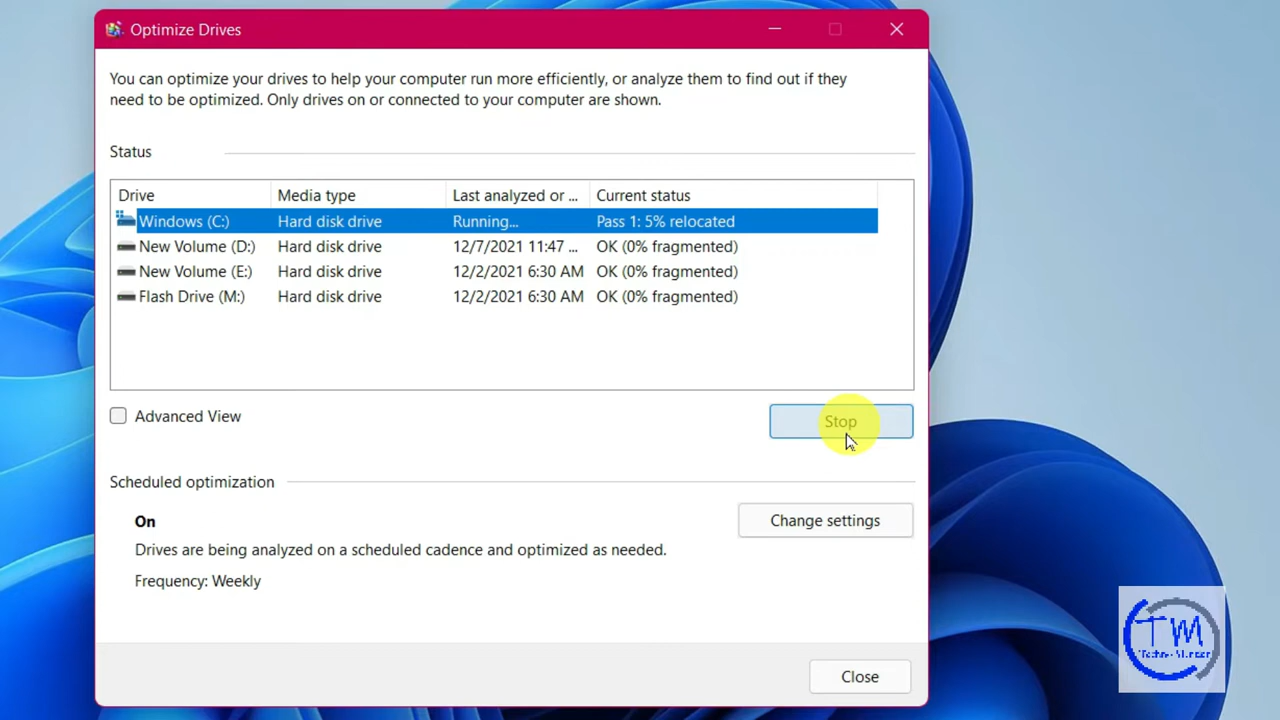 Optimize Drives
You can optimize your drives to help your computer run more efficiently, or analyze them to find out if they
need to be optimized. Only drives on or connected to your computer are shown.
Status
Drive Media type Last analyzed or ... Current status
Windows (C:) Hard disk drive Running... Pass 1: 5% relocated
New Volume (D:) Hard disk drive 12/7/2021 11:47 ... OK (0% fragmented)
New Volume (E:) Hard disk drive 12/2/2021 6:30 AM OK (0% fragmented)
Flash Drive (M:) Hard disk drive 12/2/2021 6:30 AM OK (0% fragmented)
Advanced View
Stop
Scheduled optimization
On
Change settings
Drives are being analyzed on a scheduled cadence and optimized as needed.
Frequency: Weekly
TM
Close